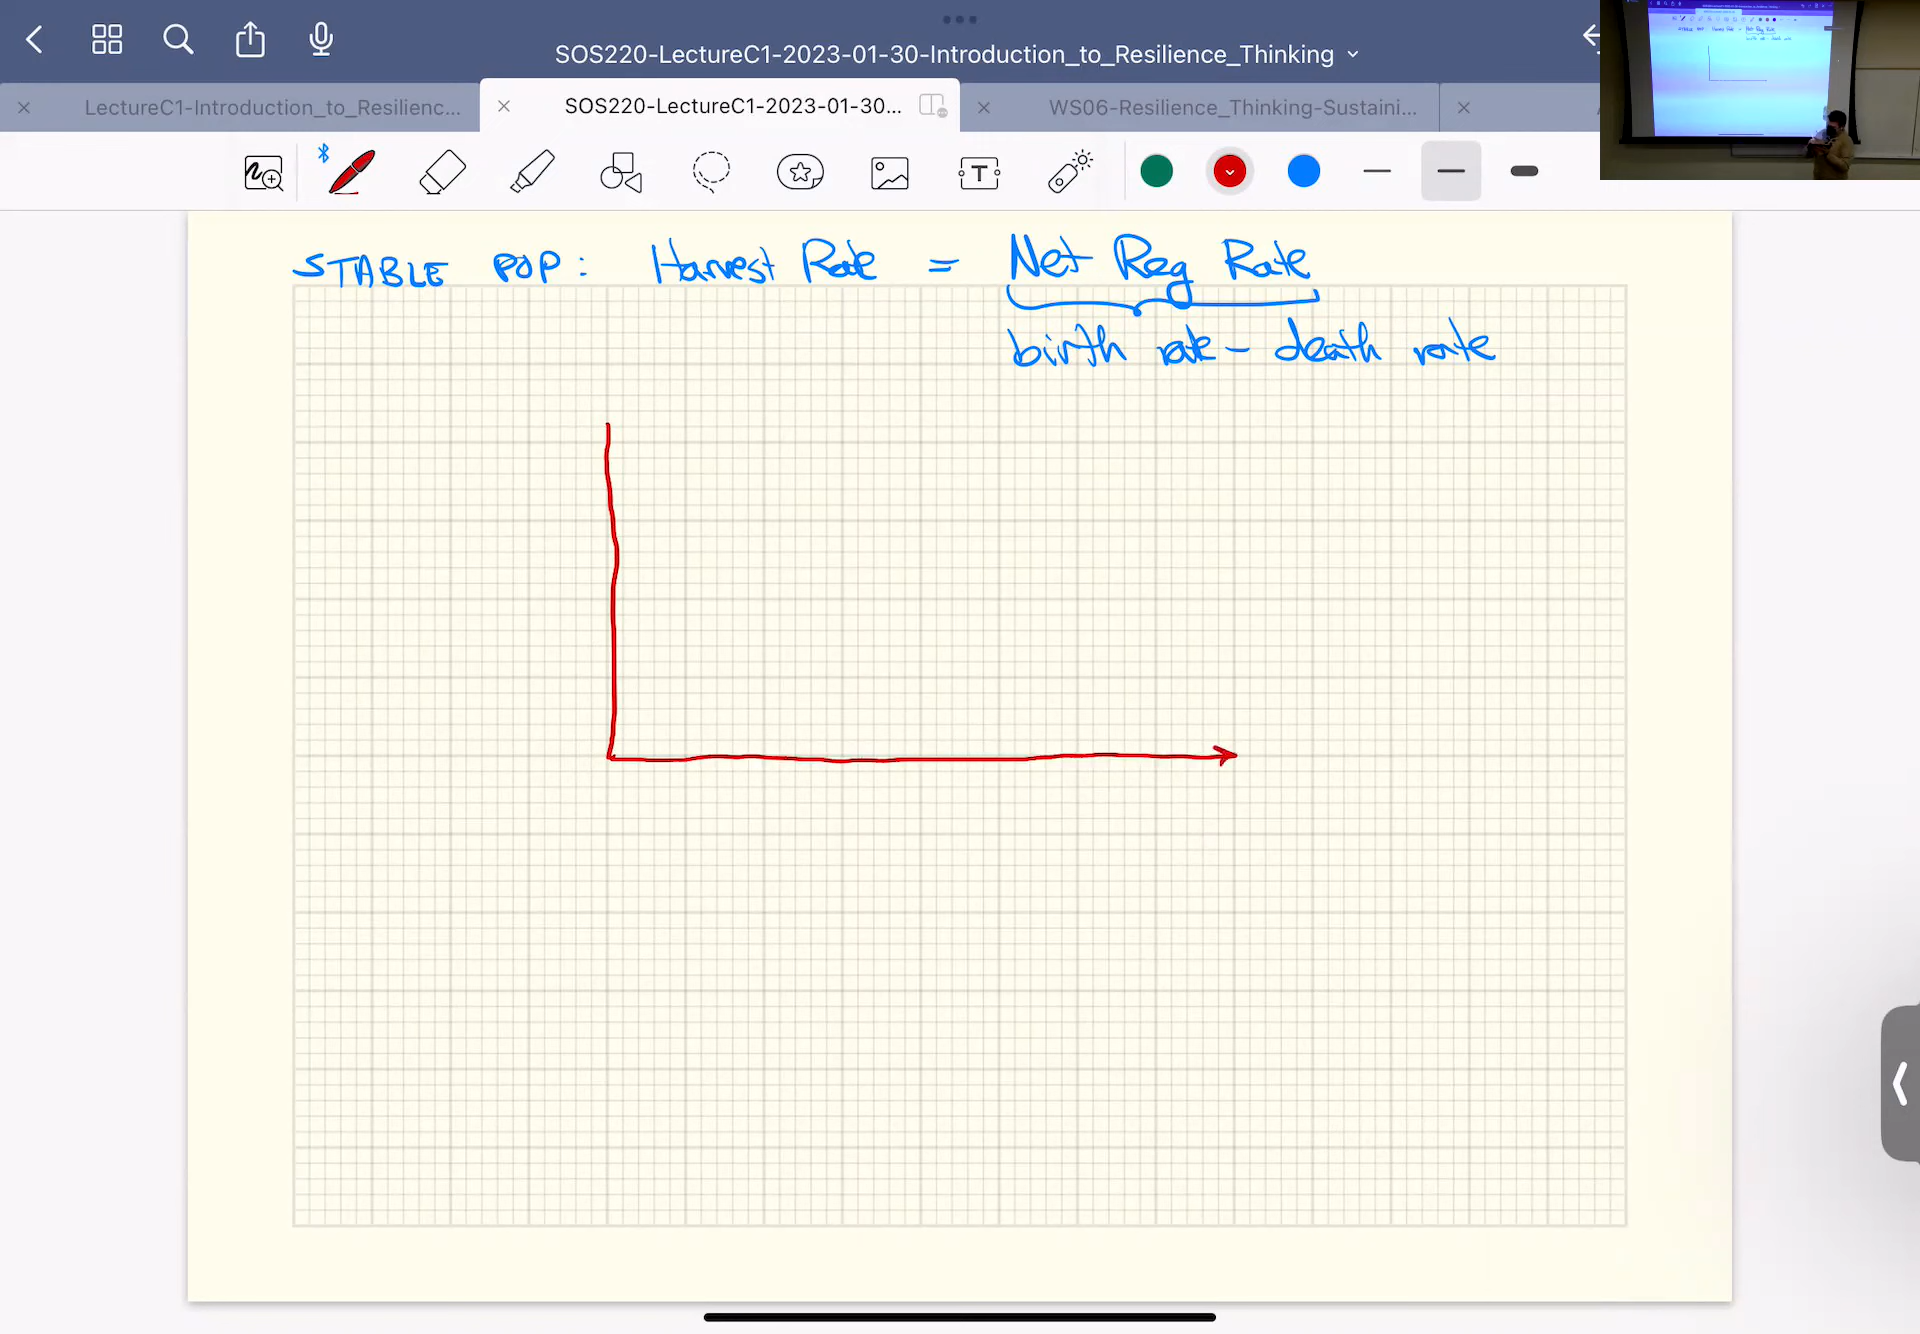 SOS220-LectureC1-2023-01-30-Introduction_to_Resilience_Thinking
LectureC1-Introduction_to_Resilienc...
SOS220-LectureC1-2023-01-30...
WS06-Resilience_Thinking-Sustaini...
T
STABLE POP: Harvest Rate = Net Reg Rate
birth rate - death rate